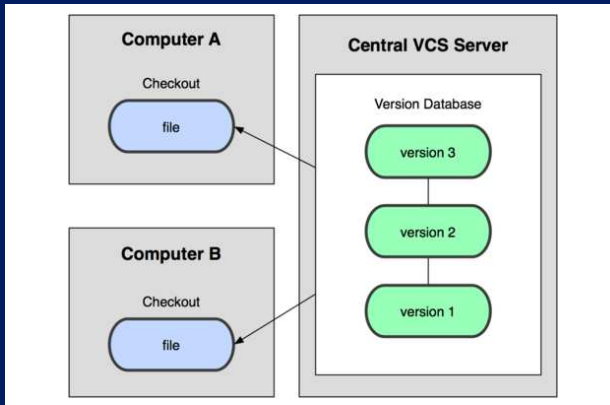 Computer A
Checkout
file
Computer B
Checkout
file
Central VCS Server
Version Database
version 3
version 2
version 1